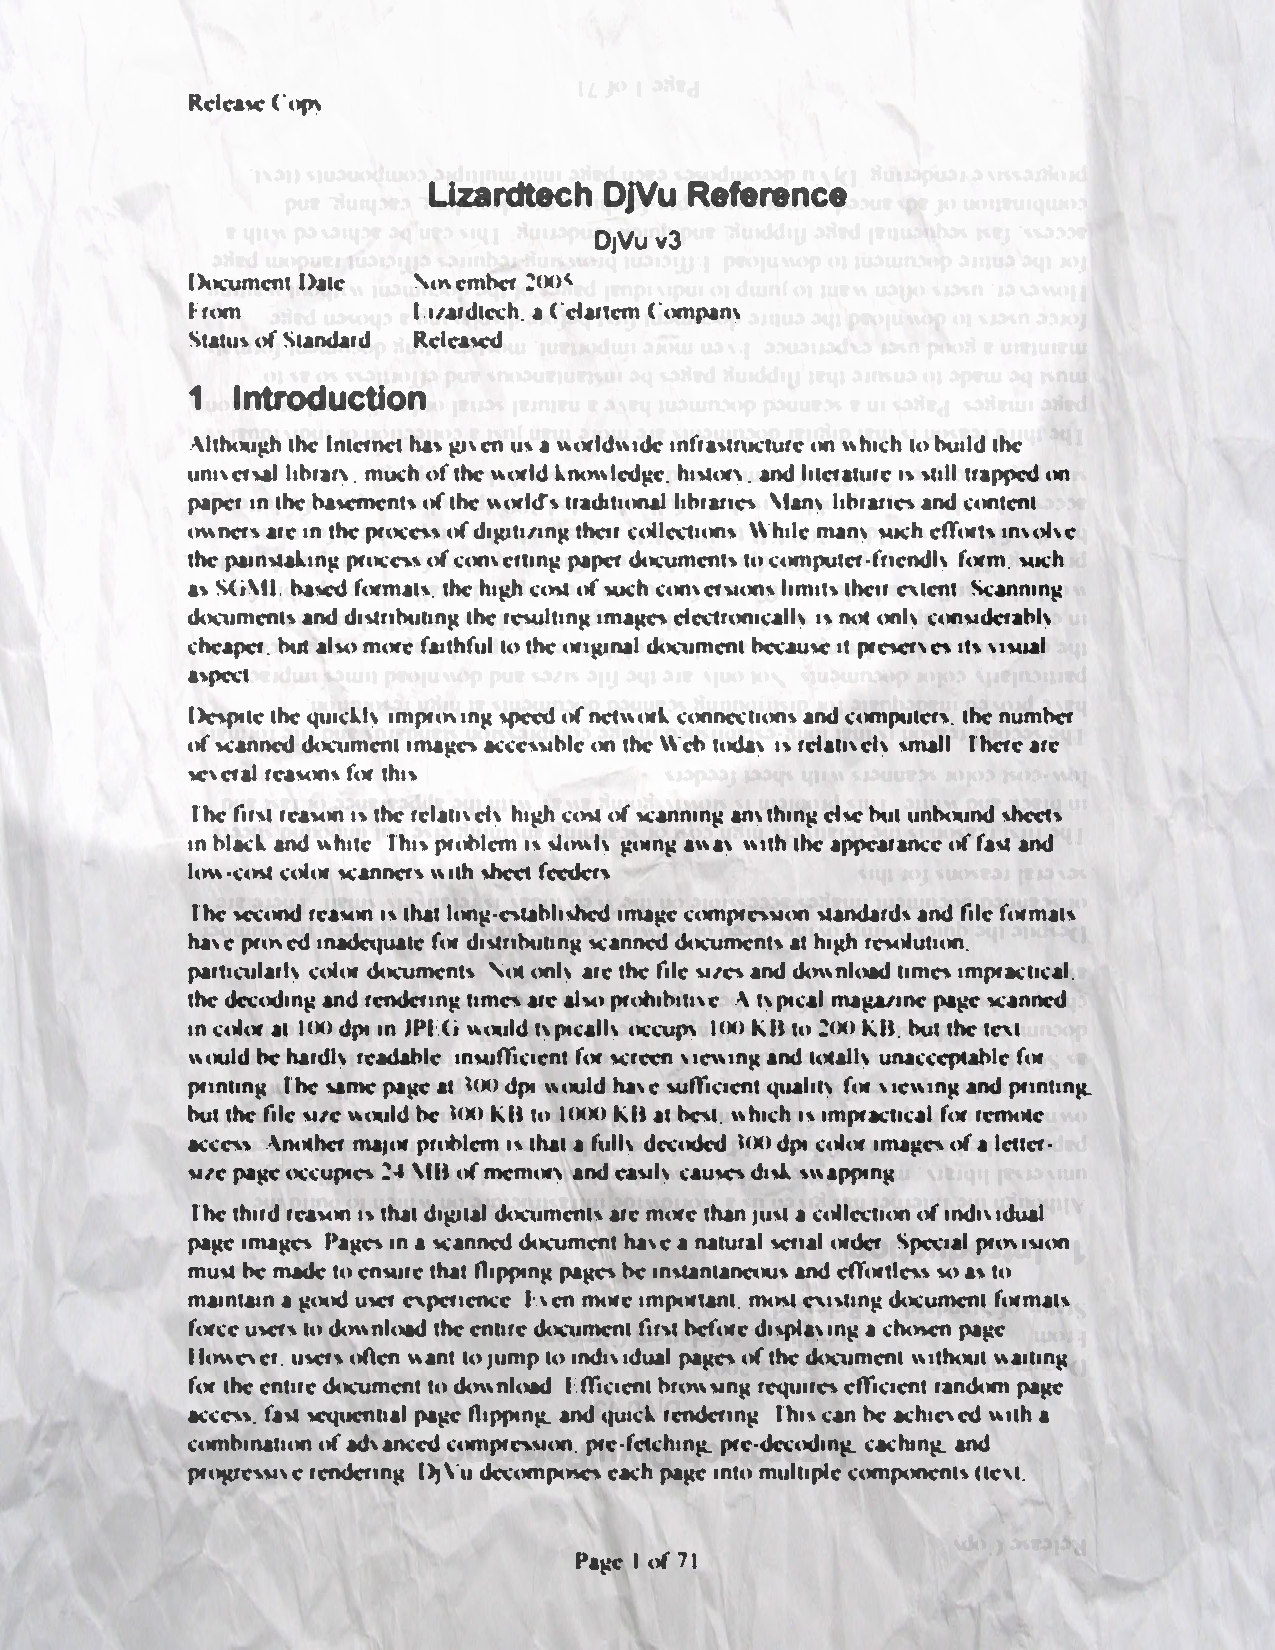 Release Copy
Lizardtech DjVu Reference
DjVu v3
Document Date November 2005
From Lizardtech, a Celartem Company
Status of Standard Released
1 Introduction
Although the Internet has given us a worldwide infrastructure on which to build the
universal library, much of the world knowledge, history, and literature is still trapped on
paper in the basements of the world's traditional libraries. Many libraries and content
owners are in the process of digitizing their collections. While many such efforts involve
the painstaking process of converting paper documents to computer-friendly form, such
as SGML based formats, the high cost of such conversions limits their extent. Scanning
documents and distributing the resulting images electronically is not only considerably
cheaper, but also more faithful to the original document because it preserves its visual
aspect.
Despite the quickly improving speed of network connections and computers, the number
of scanned document images accessible on the Web today is relatively small. There are
several reasons for this.
The first reason is the relatively high cost of scanning anything else but unbound sheets
in black and white. This problem is slowly going away with the appearance of fast and
low-cost color scanners with sheet feeders.
The second reason is that long-established image compression standards and file formats
have proved inadequate for distributing scanned documents at high resolution,
particularly color documents. Not only are the file sizes and download times impractical,
the decoding and rendering times are also prohibitive. A typical magazine page scanned
in color at 100 dpi in JPEG would typically occupy 100 KB to 200 KB, but the text
would be hardly readable: insufficient for screen viewing and totally unacceptable for
printing. The same page at 300 dpi would have sufficient quality for viewing and printing,
but the file size would be 300 KB to 1000 KB at best, which is impractical for remote
access. Another major problem is that a fully decoded 300 dpi color images of a letter-
size page occupies 24 MB of memory and easily causes disk swapping.
The third reason is that digital documents are more than just a collection of individual
page images. Pages in a scanned document have a natural serial order. Special provision
must be made to ensure that flipping pages be instantaneous and effortless so as to
maintain a good user experience. Even more important, most existing document formats
force users to download the entire document first before displaying a chosen page.
However, users often want to jump to individual pages of the document without waiting
for the entire document to download. Efficient browsing requires efficient random page
access, fast sequential page flipping, and quick rendering. This can be achieved with a
combination of advanced compression, pre-fetching, pre-decoding, caching, and
progressive rendering. DjVu decomposes each page into multiple components (text,
Page 1 of 71